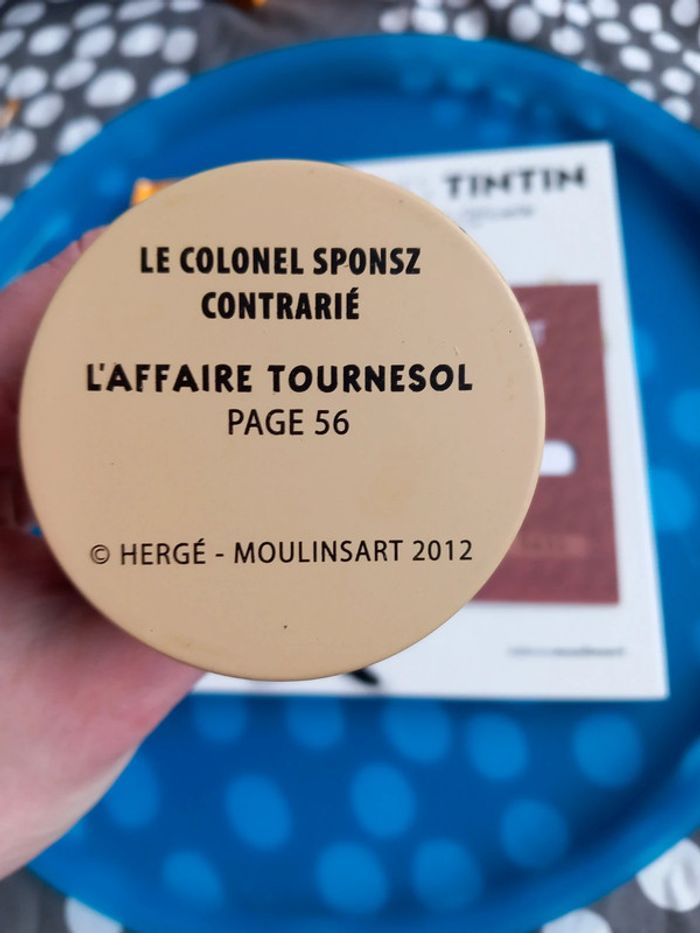 TINTIN
LE COLONEL SPONSZ
CONTRARIÉ
L'AFFAIRE TOURNESOL
PAGE 56
© HERGÉ - MOULINSART 2012